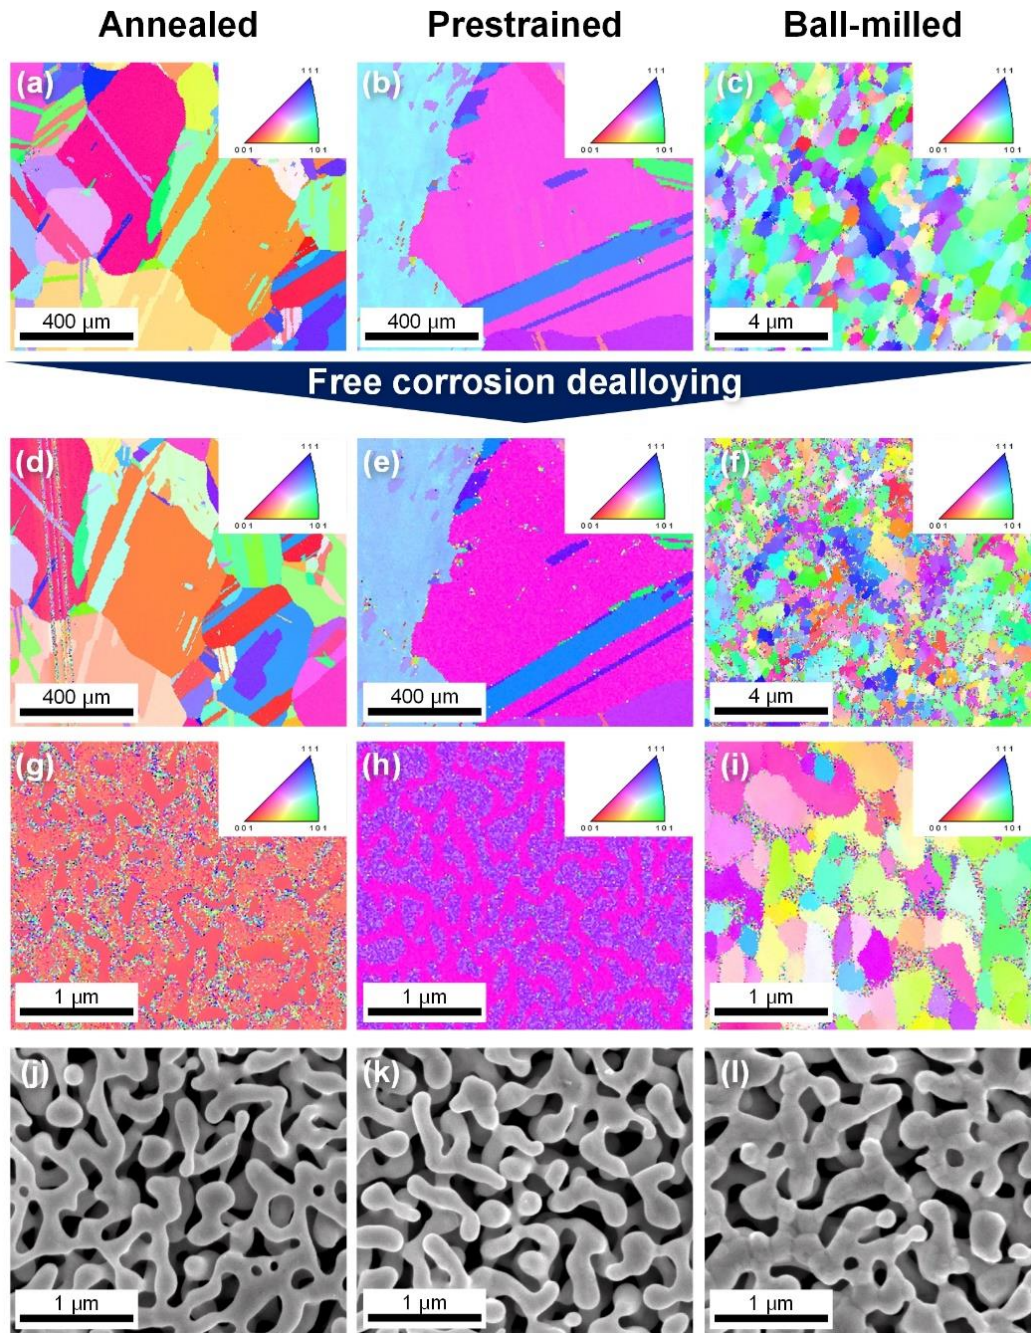 Annealed Prestrained Ball-milled
(a) 111 (b) 111 (c) 111
001 101 001 101 001 101
400 µm 400 µm 4 µm
Free corrosion dealloying
(d) 111 (e) 111 (f) 111
001 101 001 101 001 101
400 µm 400 µm 4 µm
(g) 111 (h) 111 (i) 111
001 101 001 101 001 101
1 µm 1 µm 1 µm
(j) (k) (l)
1 µm 1 µm 1 µm